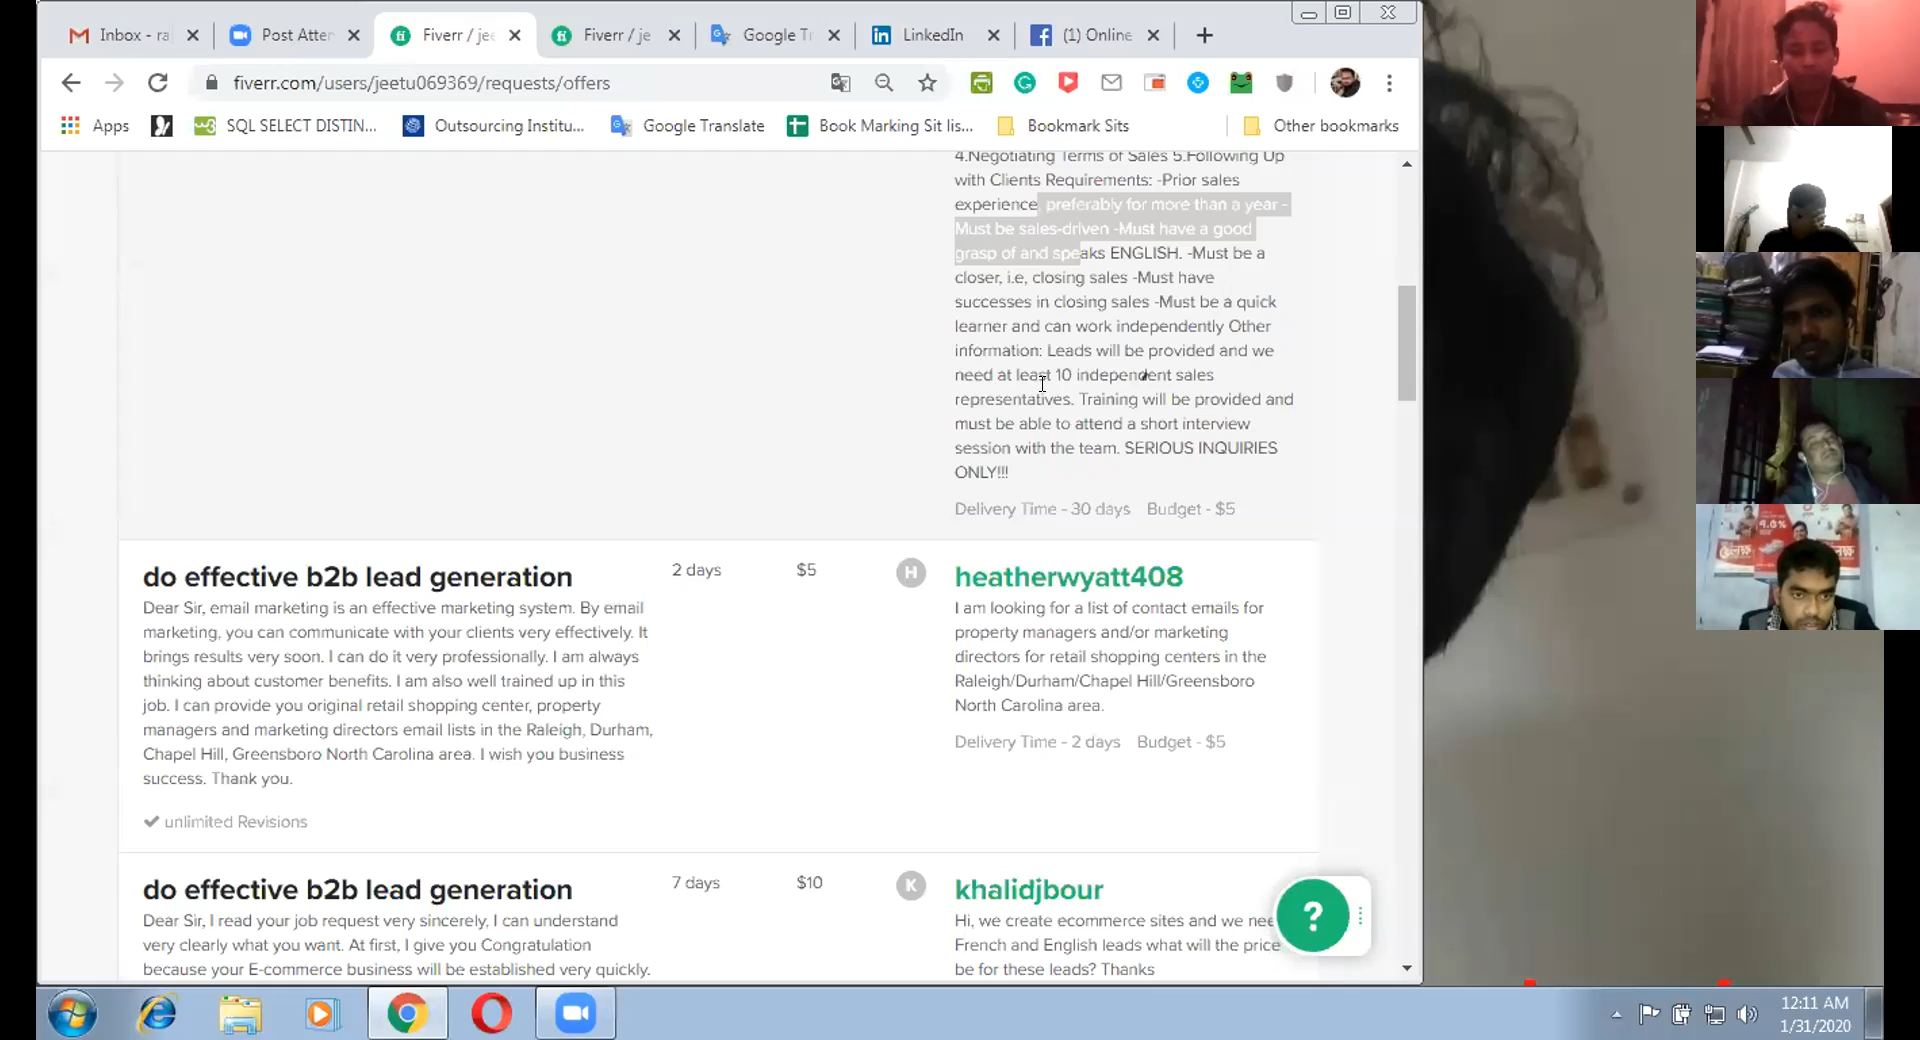 Inbox - ra
Post Atter
Fiverr / jee
Fiverr / je
Google Tr
LinkedIn
(1) Online
fiverr.com/users/jeetu069369/requests/offers
Apps
SQL SELECT DISTIN...
Outsourcing Institu...
Google Translate
Book Marking Sit lis...
Bookmark Sits
Other bookmarks
4.Negotiating Terms of Sales 5.Following Up
with Clients Requirements: -Prior sales
experience, preferably for more than a year -
Must be sales-driven -Must have a good
grasp of and speaks ENGLISH. -Must be a
closer, i.e, closing sales -Must have
successes in closing sales -Must be a quick
learner and can work independently Other
information: Leads will be provided and we
need at least 10 independent sales
representatives. Training will be provided and
must be able to attend a short interview
session with the team. SERIOUS INQUIRIES
ONLY!!!
Delivery Time - 30 days Budget - $5
do effective b2b lead generation
Dear Sir, email marketing is an effective marketing system. By email
marketing, you can communicate with your clients very effectively. It
brings results very soon. I can do it very professionally. I am always
thinking about customer benefits. I am also well trained up in this
job. I can provide you original retail shopping center, property
managers and marketing directors email lists in the Raleigh, Durham,
Chapel Hill, Greensboro North Carolina area. I wish you business
success. Thank you.
unlimited Revisions
2 days
$5
H
heatherwyatt408
I am looking for a list of contact emails for
property managers and/or marketing
directors for retail shopping centers in the
Raleigh/Durham/Chapel Hill/Greensboro
North Carolina area.
Delivery Time - 2 days Budget - $5
do effective b2b lead generation
Dear Sir, I read your job request very sincerely, I can understand
very clearly what you want. At first, I give you Congratulation
because your E-commerce business will be established very quickly.
7 days
$10
K
khalidjbour
Hi, we create ecommerce sites and we nee
French and English leads what will the price
be for these leads? Thanks
?
12:11 AM
1/31/2020